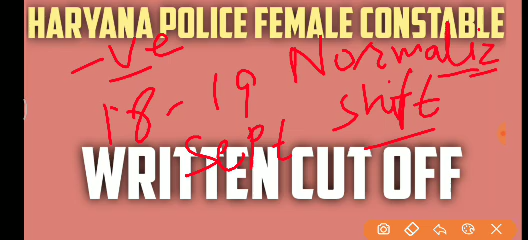 HARYANA POLICE FEMALE CONSTABLE
-ve Normaliz
18-19 shift
sept
WRITTEN CUT OFF